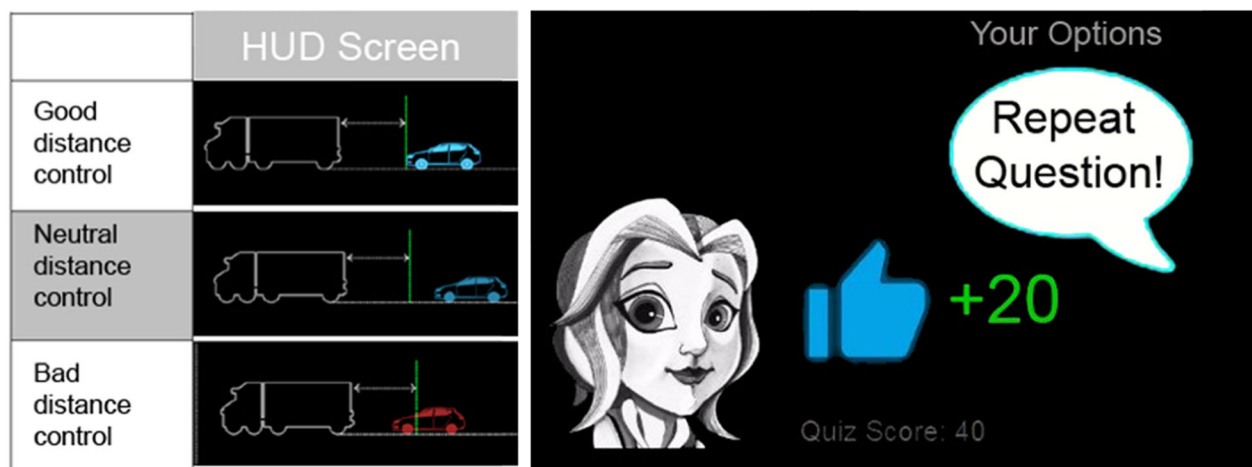 HUD Screen
Good
distance
control
Neutral
distance
control
Bad
distance
control
Your Options
Repeat
Question!
+20
Quiz Score: 40